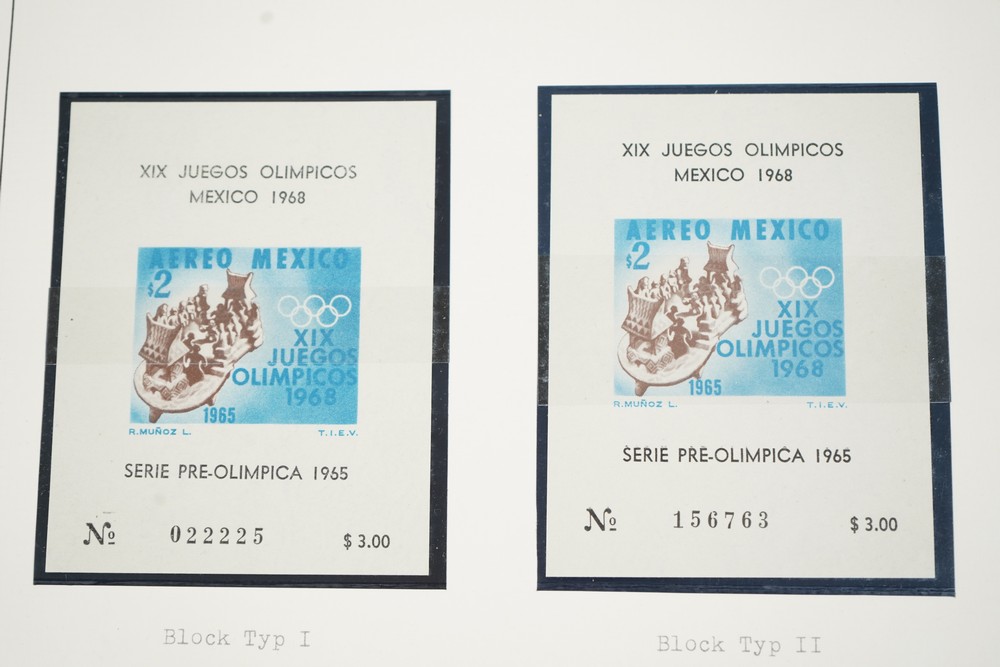 XIX JUEGOS OLIMPICOS
MEXICO 1968
AEREO MEXICO
$2
XIX
JUEGOS
OLIMPICOS
1968
1965
R.MUÑOZ L. T.I.E.V.
SERIE PRE-OLIMPICA 1965
Nº 022225 $ 3.00
Block Typ I
XIX JUEGOS OLIMPICOS
MEXICO 1968
AEREO MEXICO
$2
XIX
JUEGOS
OLIMPICOS
1968
1965
R.MUÑOZ L. T.I.E.V.
SERIE PRE-OLIMPICA 1965
Nº 156763 $ 3.00
Block Typ II